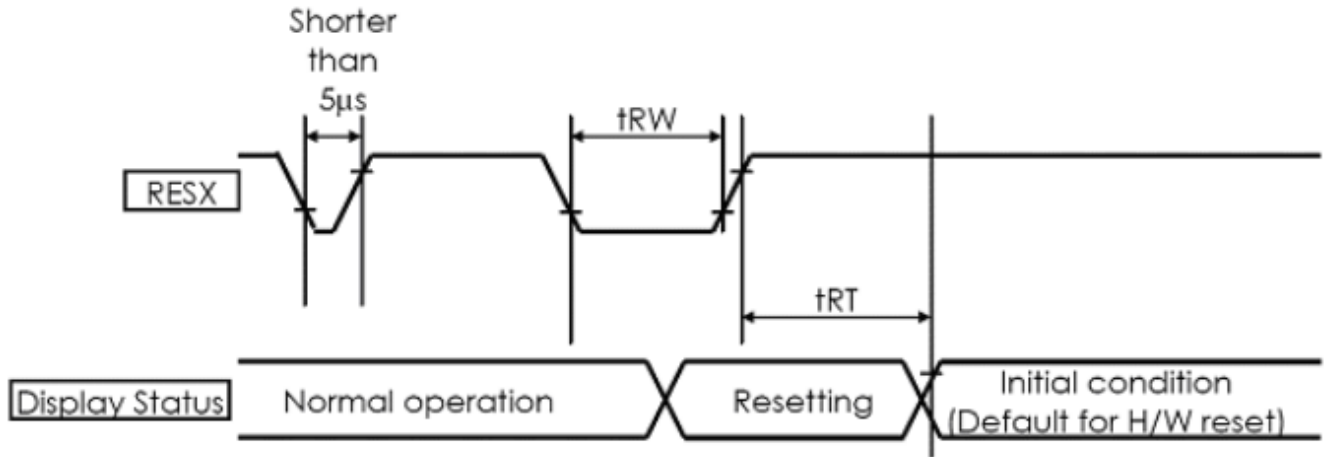 Shorter
than
5μs
tRW
RESX
tRT
Display Status
Normal operation
Resetting
Initial condition
(Default for H/W reset)